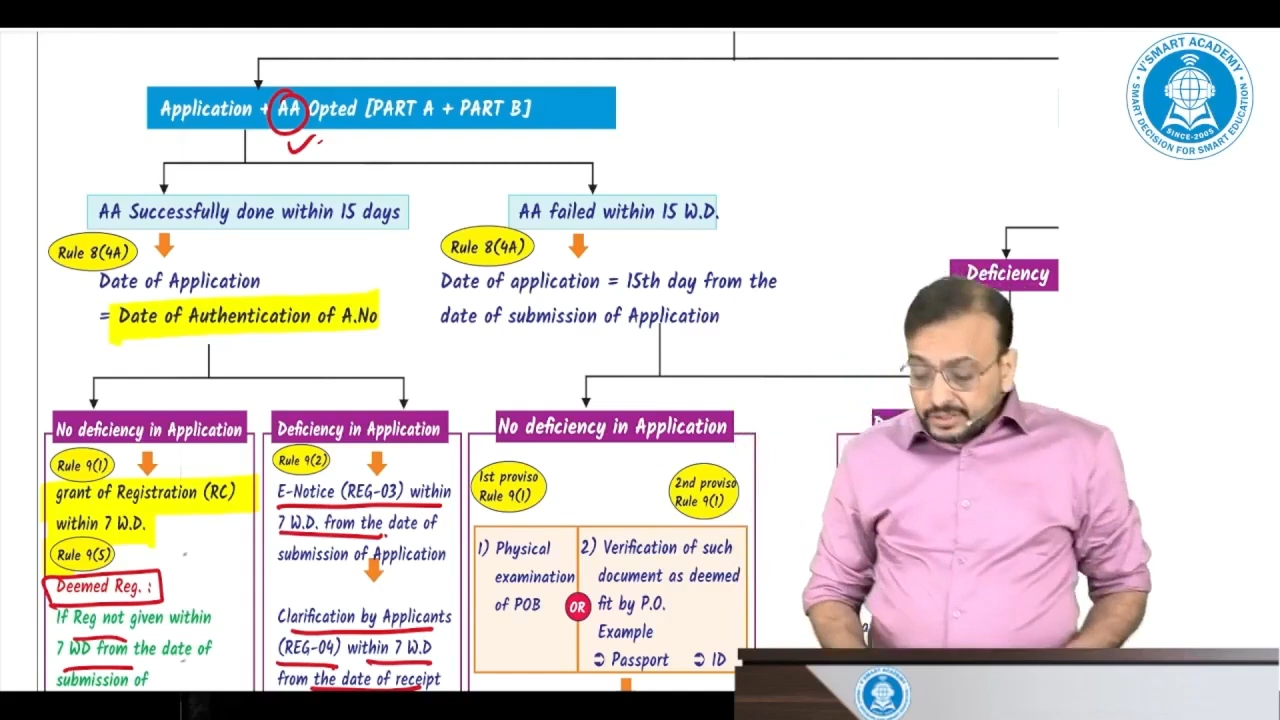 V'SMART ACADEMY
SINCE-2005
SMART DECISION FOR SMART EDUCATION
Application + AA Opted [PART A + PART B]
AA Successfully done within 15 days
AA failed within 15 W.D.
Rule 8(4A)
Rule 8(4A)
Date of Application
= Date of Authentication of A.No
Date of application = 15th day from the
date of submission of Application
Deficiency
No deficiency in Application
Rule 9(1)
grant of Registration (RC)
within 7 W.D.
Rule 9(5)
Deemed Reg. :
If Reg not given within
7 WD from the date of
submission of
Deficiency in Application
Rule 9(2)
E-Notice (REG-03) within
7 W.D. from the date of
submission of Application
Clarification by Applicants
(REG-04) within 7 W.D
from the date of receipt
No deficiency in Application
1st proviso
Rule 9(1)
2nd proviso
Rule 9(1)
1) Physical
examination
of POB
OR
2) Verification of such
document as deemed
fit by P.O.
Example
➲ Passport ➲ ID